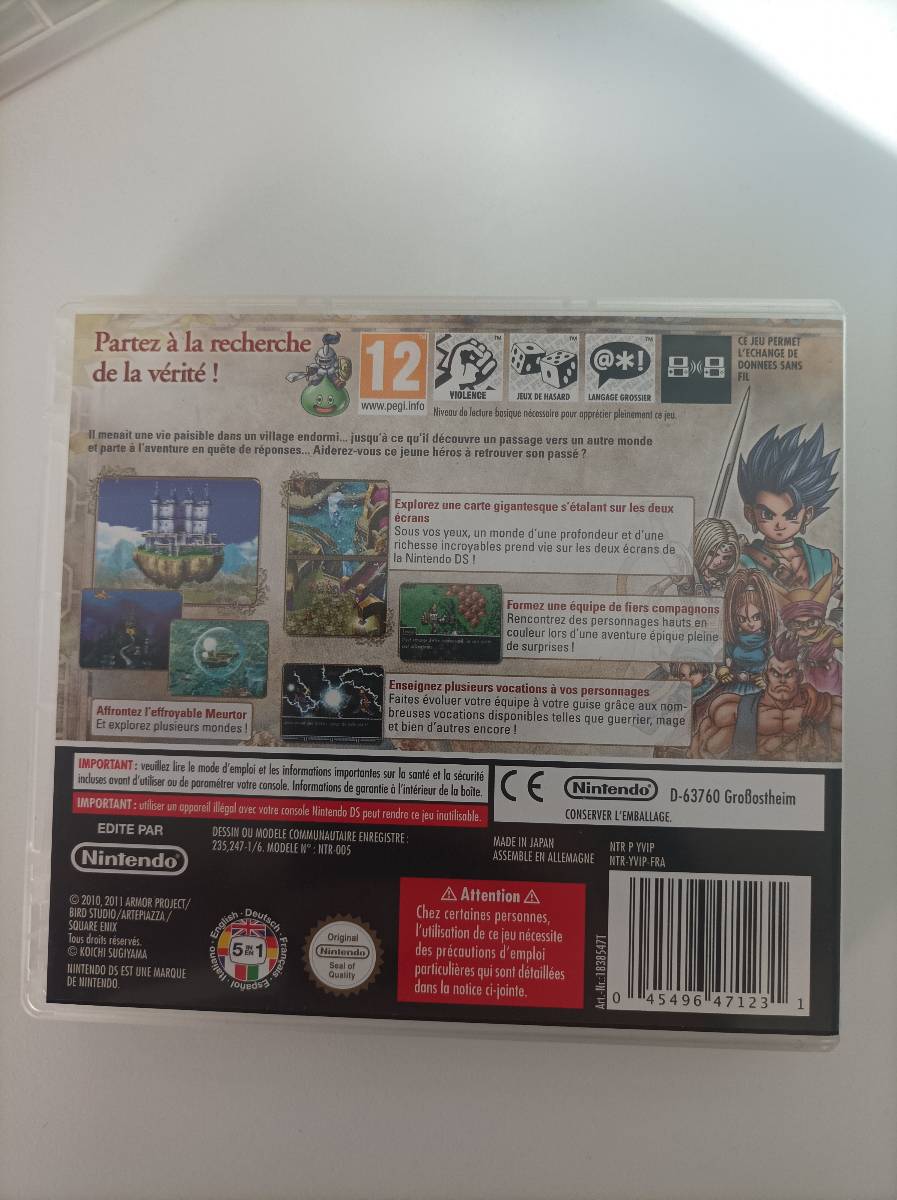 Partez à la recherche
de la vérité !
12
www.pegi.info
VIOLENCE
JEUX DE HASARD
@*!
LANGAGE GROSSIER
CE JEU PERMET
L'ECHANGE DE
DONNEES SANS
FIL
Niveau de lecture basique nécessaire pour apprécier pleinement ce jeu.
Il menait une vie paisible dans un village endormi... jusqu'à ce qu'il découvre un passage vers un autre monde
et parte à l'aventure en quête de réponses... Aiderez-vous ce jeune héros à retrouver son passé ?
Explorez une carte gigantesque s'étalant sur les deux
écrans
Sous vos yeux, un monde d'une profondeur et d'une
richesse incroyables prend vie sur les deux écrans de
la Nintendo DS !
Formez une équipe de fiers compagnons
Rencontrez des personnages hauts en
couleur lors d'une aventure épique pleine
de surprises !
Enseignez plusieurs vocations à vos personnages
Faites évoluer votre équipe à votre guise grâce aux nom-
breuses vocations disponibles telles que guerrier, mage
et bien d'autres encore !
Affrontez l'effroyable Meurtor
Et explorez plusieurs mondes !
IMPORTANT : veuillez lire le mode d'emploi et les informations importantes sur la santé et la sécurité
incluses avant d'utiliser ou de paramétrer votre console. Informations de garantie à l'intérieur de la boîte.
IMPORTANT : utiliser un appareil illégal avec votre console Nintendo DS peut rendre ce jeu inutilisable.
CE
Nintendo®
D-63760 Großostheim
CONSERVER L'EMBALLAGE.
EDITE PAR
Nintendo®
DESSIN OU MODELE COMMUNAUTAIRE ENREGISTRE :
235,247-1/6. MODELE N° : NTR-005
MADE IN JAPAN
ASSEMBLE EN ALLEMAGNE
NTR P YVIP
NTR-YVIP-FRA
© 2010, 2011 ARMOR PROJECT/
BIRD STUDIO/ARTEPIAZZA/
SQUARE ENIX
Tous droits réservés.
© KOICHI SUGIYAMA
NINTENDO DS EST UNE MARQUE
DE NINTENDO.
English · Deutsch · Français · Español · Italiano ·
5 IN EN 1
Original
Nintendo®
Seal of
Quality
⚠ Attention ⚠
Chez certaines personnes,
l'utilisation de ce jeu nécessite
des précautions d'emploi
particulières qui sont détaillées
dans la notice ci-jointe.
Art.-Nr.:1838547T
0 45496 47123 1